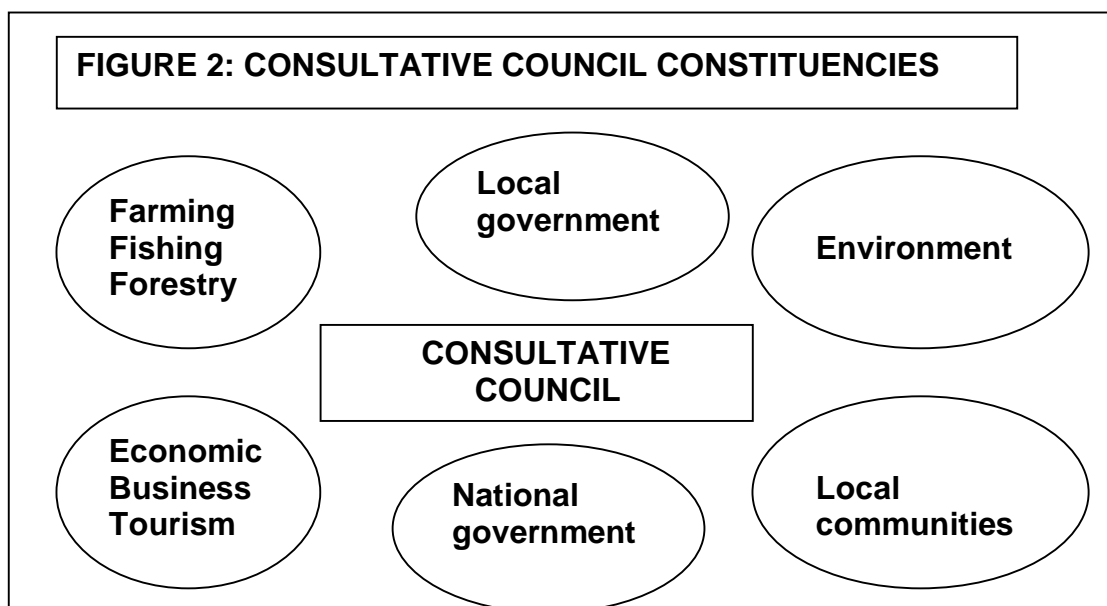 FIGURE 2: CONSULTATIVE COUNCIL CONSTITUENCIES
Farming
Fishing
Forestry
Local
government
Environment
CONSULTATIVE
COUNCIL
Economic
Business
Tourism
National
government
Local
communities